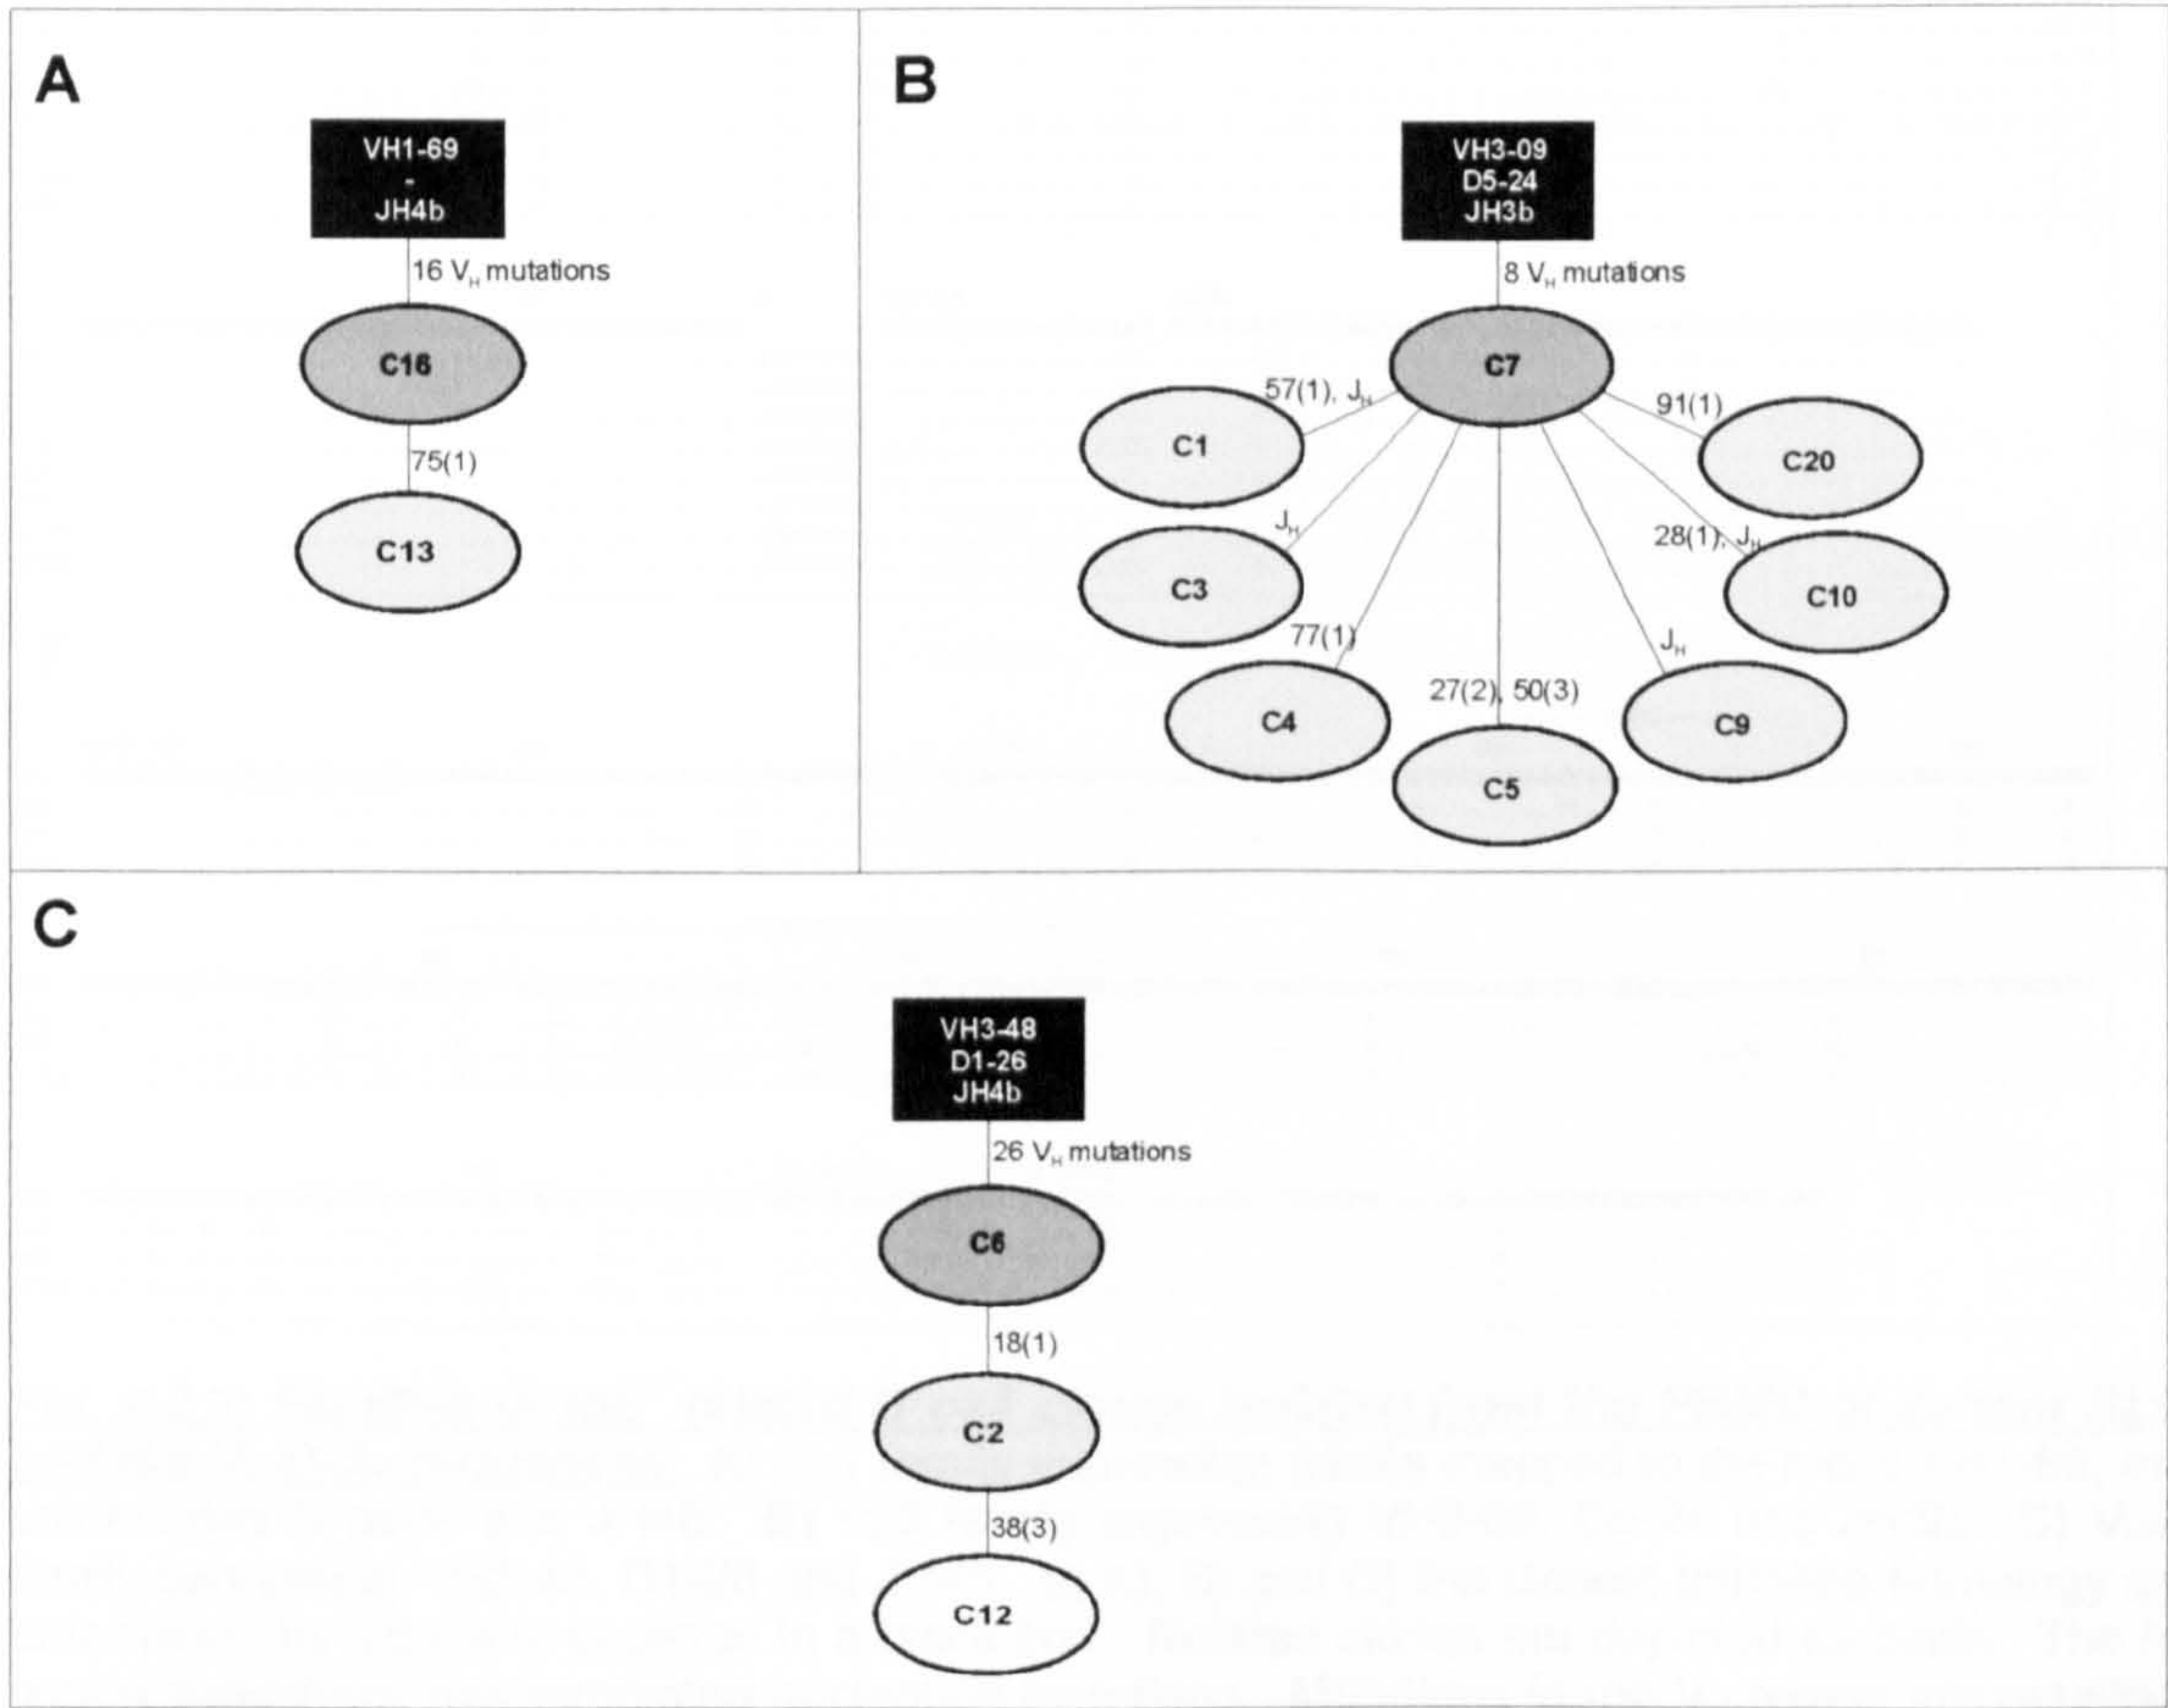 A
VH1-69
-
JH4b
16 VH mutations
C16
75(1)
C13
B
VH3-09
D5-24
JH3b
8 VH mutations
C7
57(1), JH
91(1)
C1
C20
JH
28(1), JH
C3
C10
77(1)
JH
27(2), 50(3)
C4
C9
C5
C
VH3-48
D1-26
JH4b
26 VH mutations
C6
18(1)
C2
38(3)
C12